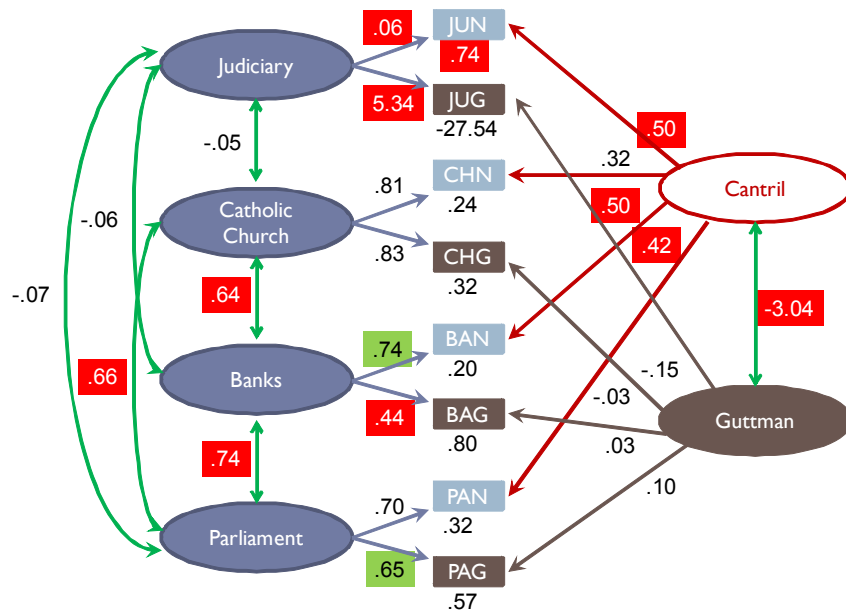 .06
JUN
.74
Judiciary
5.34
JUG
-27.54
.50
-.05
.32
.81
CHN
.24
Cantril
Catholic
Church
-.06
.50
.42
.83
CHG
.32
-.07
.64
-3.04
.74
BAN
.20
.66
Banks
-.15
-.03
.44
BAG
.80
.03
Guttman
.74
.10
.70
PAN
.32
Parliament
.65
PAG
.57